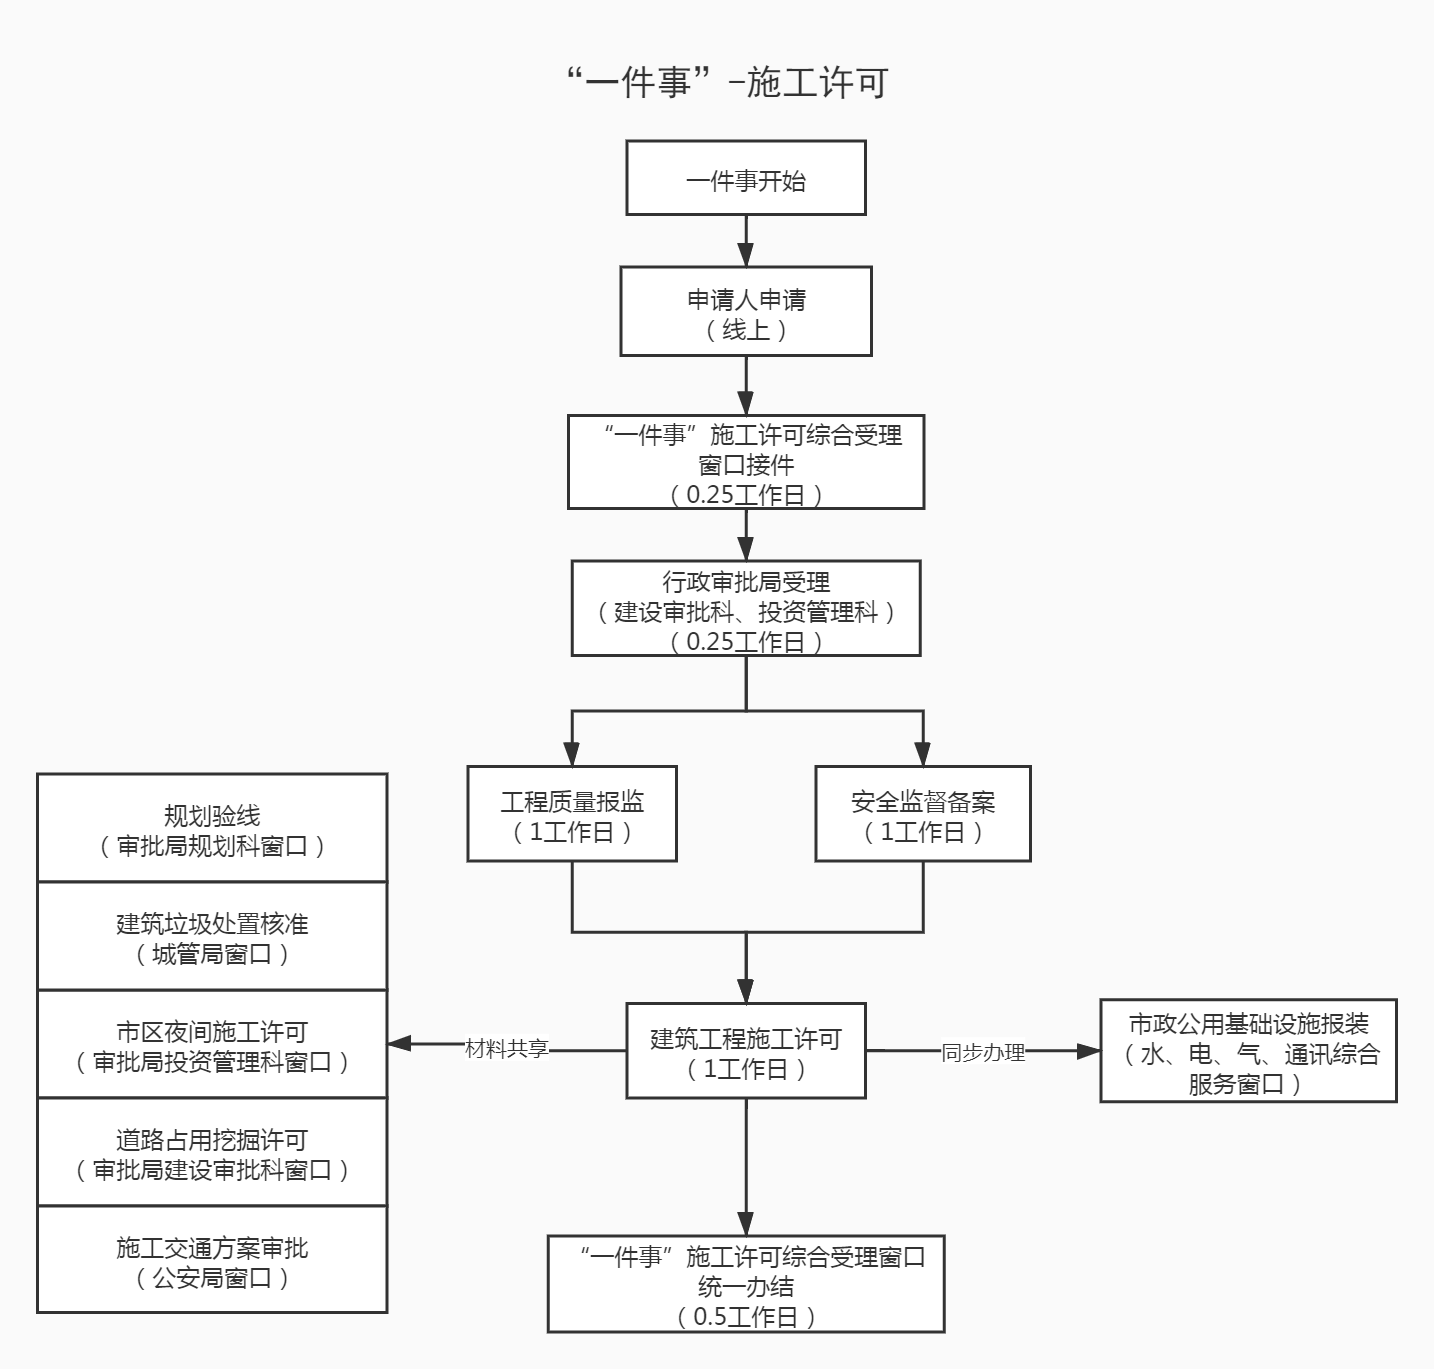 “一件事”-施工许可
一件事开始
申请人申请
（线上）
“一件事”施工许可综合受理
窗口接件
（0.25工作日）
行政审批局受理
（建设审批科、投资管理科）
（0.25工作日）
工程质量报监
（1工作日）
安全监督备案
（1工作日）
规划验线
（审批局规划科窗口）
建筑垃圾处置核准
（城管局窗口）
市区夜间施工许可
（审批局投资管理科窗口）
道路占用挖掘许可
（审批局建设审批科窗口）
施工交通方案审批
（公安局窗口）
材料共享
建筑工程施工许可
（1工作日）
同步办理
市政公用基础设施报装
（水、电、气、通讯综合
服务窗口）
“一件事”施工许可综合受理窗口
统一办结
（0.5工作日）